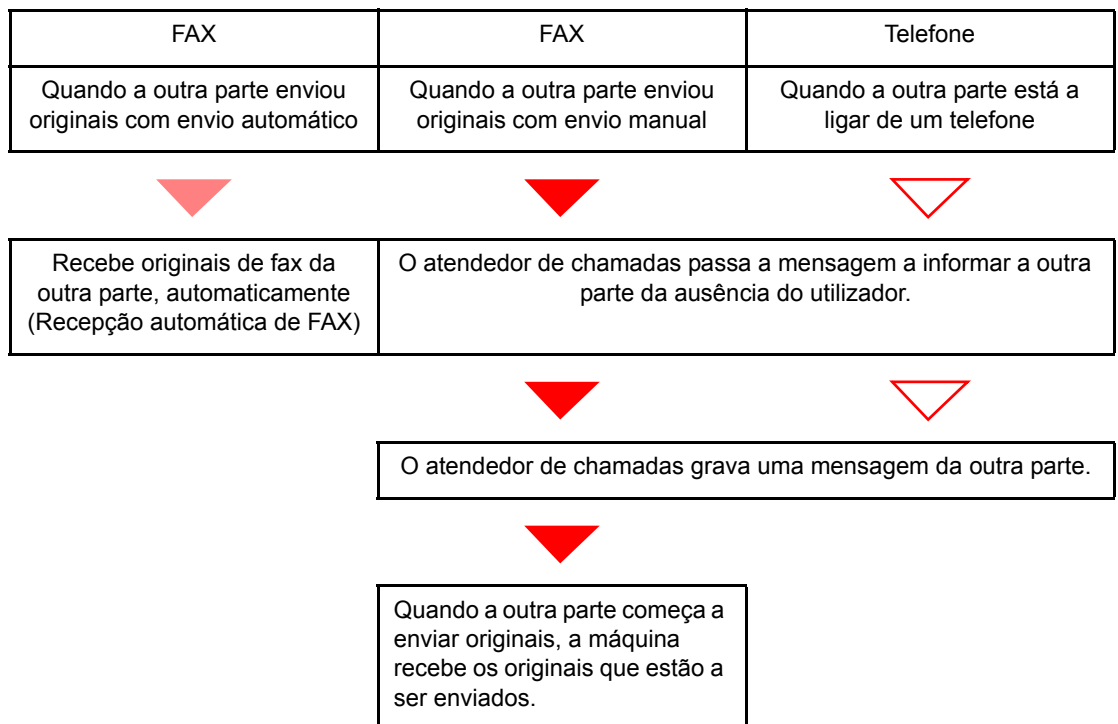 FAX
FAX
Telefone
Quando a outra parte enviou
originais com envio automático
Quando a outra parte enviou
originais com envio manual
Quando a outra parte está a
ligar de um telefone
Recebe originais de fax da
outra parte, automaticamente
(Recepção automática de FAX)
O atendedor de chamadas passa a mensagem a informar a outra
parte da ausência do utilizador.
O atendedor de chamadas grava uma mensagem da outra parte.
Quando a outra parte começa a
enviar originais, a máquina
recebe os originais que estão a
ser enviados.